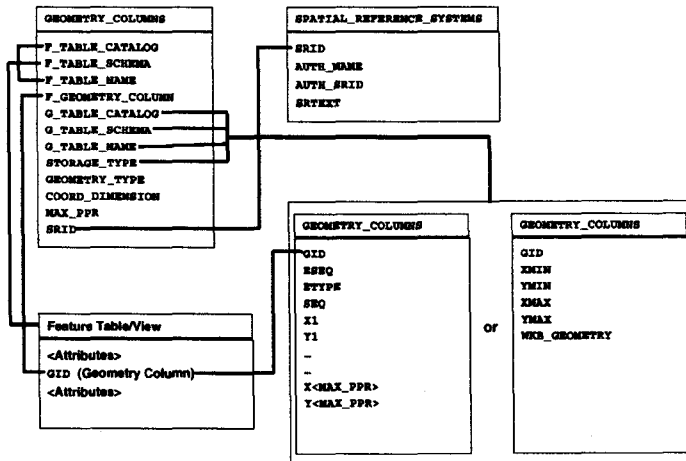 GEOMETRY_COLUMNS
F_TABLE_CATALOG
F_TABLE_SCHEMA
F_TABLE_NAME
F_GEOMETRY_COLUMN
G_TABLE_CATALOG
G_TABLE_SCHEMA
G_TABLE_NAME
STORAGE_TYPE
GEOMETRY_TYPE
COORD_DIMENSION
MAX_PPR
SRID
SPATIAL_REFERENCE_SYSTEMS
SRID
AUTH_NAME
AUTH_SRID
SRTEXT
Feature Table/View
<Attributes>
GID (Geometry Column)
<Attributes>
GEOMETRY_COLUMNS
GID
ESEQ
ETYPE
SEQ
X1
Y1
…
…
X<MAX_PPR>
Y<MAX_PPR>
or
GEOMETRY_COLUMNS
GID
XMIN
YMIN
XMAX
YMAX
WKB_GEOMETRY